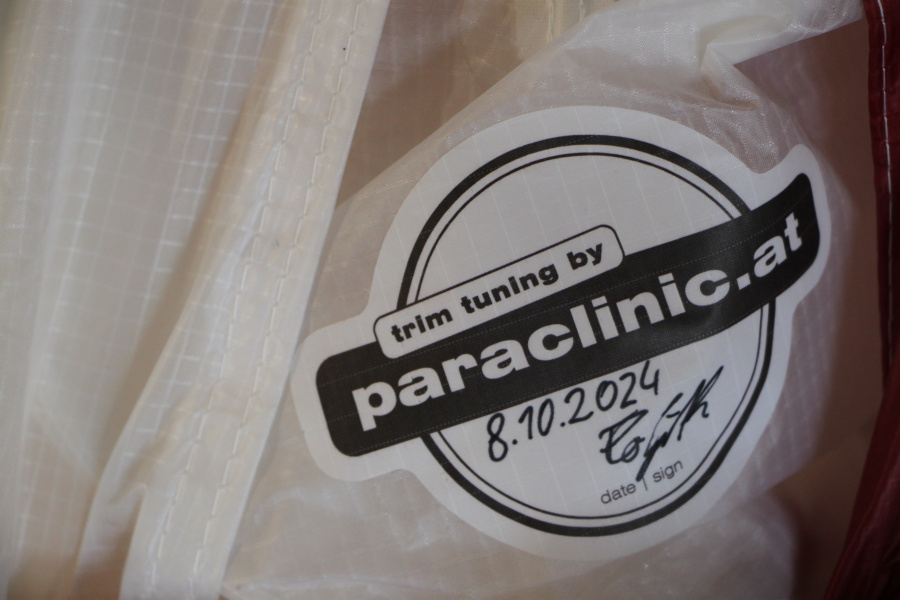 trim tuning by
paraclinic.at
8.10.2024
date | sign